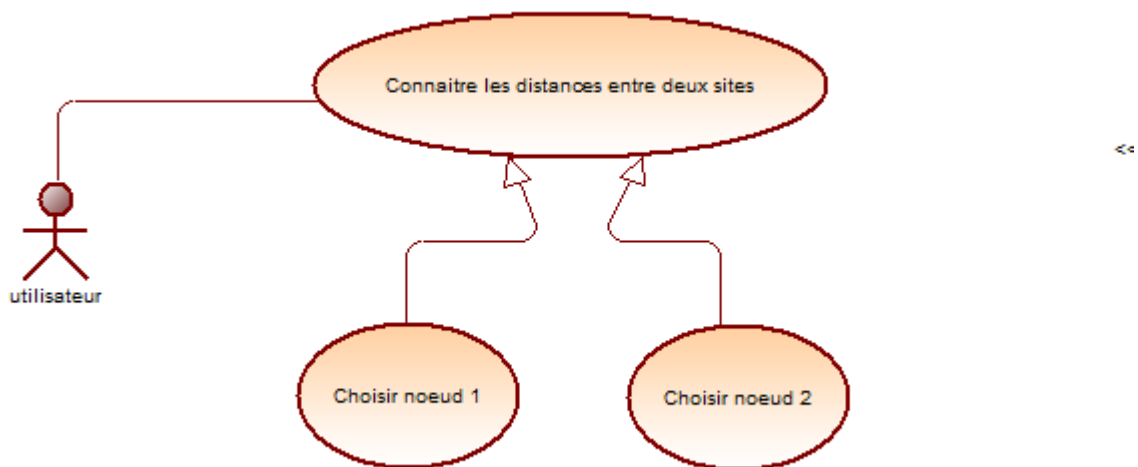 Connaitre les distances entre deux sites
<<
utilisateur
Choisir noeud 1
Choisir noeud 2